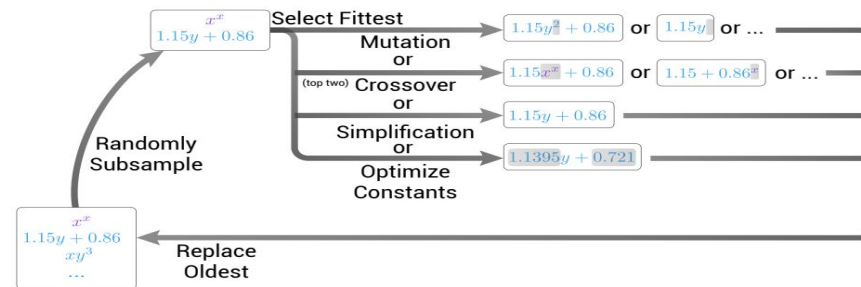 x^x
1.15y + 0.86
Select Fittest
Mutation
or
(top two) Crossover
or
Simplification
or
Optimize
Constants
1.15y^2 + 0.86 or 1.15y or ...
1.15x^x + 0.86 or 1.15 + 0.86^x or ...
1.15y + 0.86
1.1395y + 0.721
Randomly
Subsample
x^x
1.15y + 0.86
xy^3
...
Replace
Oldest